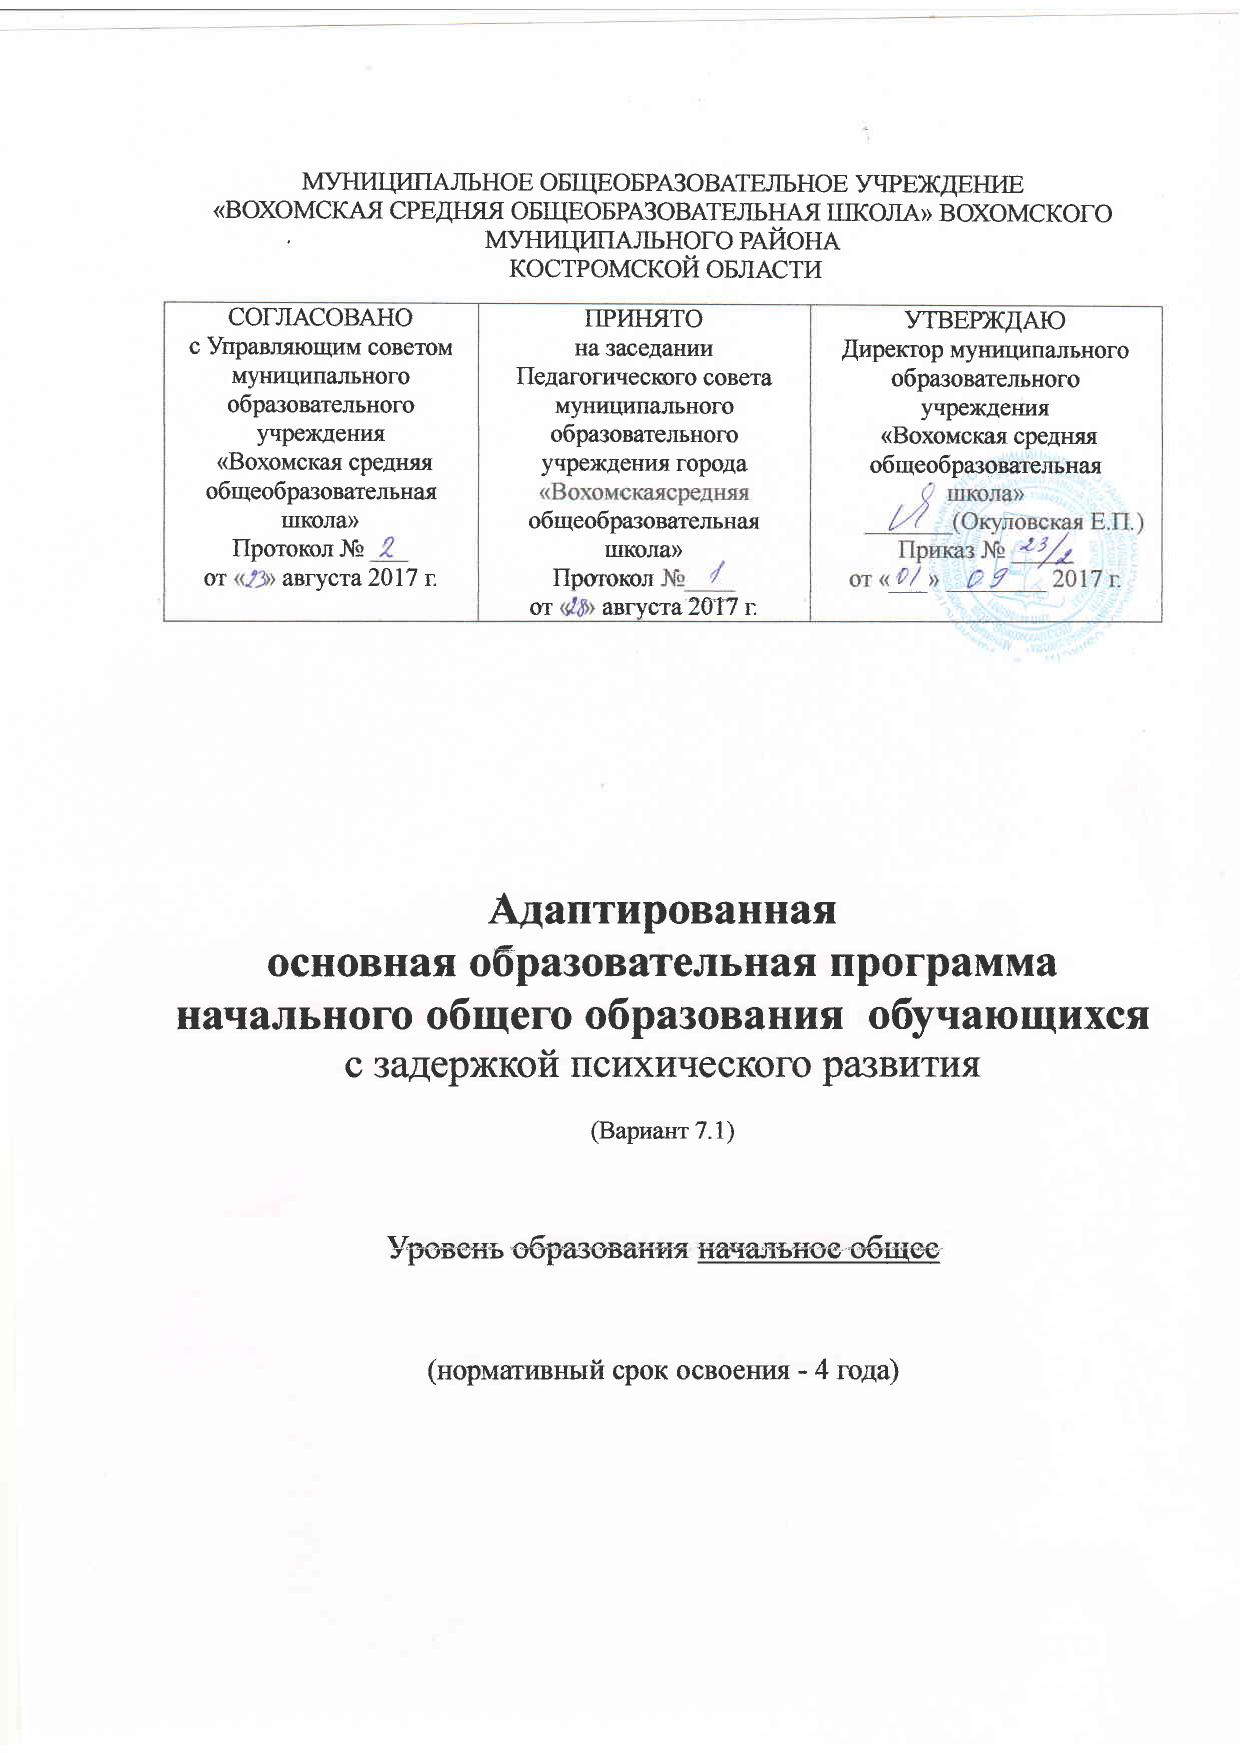 МУНИЦИПАЛЬНОЕ ОБЩЕОБРАЗОВАТЕЛЬНОЕ УЧРЕЖДЕНИЕ
«ВОХОМСКАЯ СРЕДНЯЯ ОБЩЕОБРАЗОВАТЕЛЬНАЯ ШКОЛА» ВОХОМСКОГО
МУНИЦИПАЛЬНОГО РАЙОНА
КОСТРОМСКОЙ ОБЛАСТИ
СОГЛАСОВАНО
с Управляющим советом
муниципального
образовательного
учреждения
«Вохомская средняя
общеобразовательная
школа»
Протокол № 2
от «23» августа 2017 г.
ПРИНЯТО
на заседании
Педагогического совета
муниципального
образовательного
учреждения города
«Вохомскаясредняя
общеобразовательная
школа»
Протокол № 1
от «28» августа 2017 г.
УТВЕРЖДАЮ
Директор муниципального
образовательного
учреждения
«Вохомская средняя
общеобразовательная
школа»
(Окуловская Е.П.)
Приказ № 23/2
от «01» 09 2017 г.
Адаптированная
основная образовательная программа
начального общего образования обучающихся
с задержкой психического развития
(Вариант 7.1)
Уровень образования начальное общее
(нормативный срок освоения - 4 года)